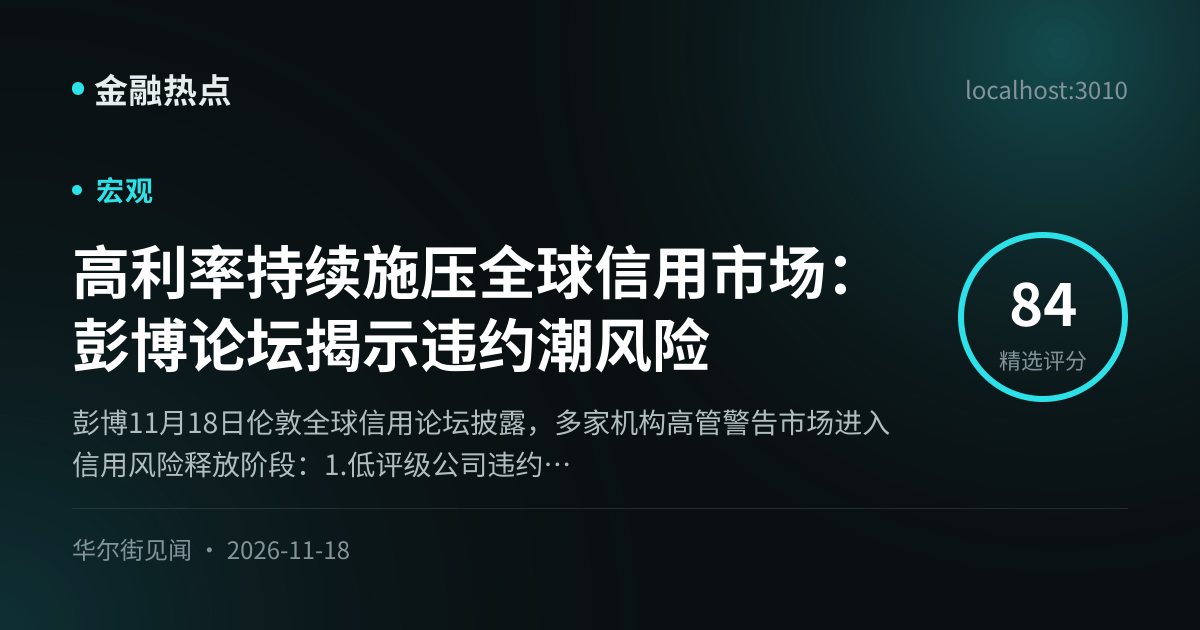 金融热点
localhost:3010
宏观
高利率持续施压全球信用市场：
彭博论坛揭示违约潮风险
84
精选评分
彭博11月18日伦敦全球信用论坛披露，多家机构高管警告市场进入
信用风险释放阶段：1.低评级公司违约…
华尔街见闻 · 2026-11-18